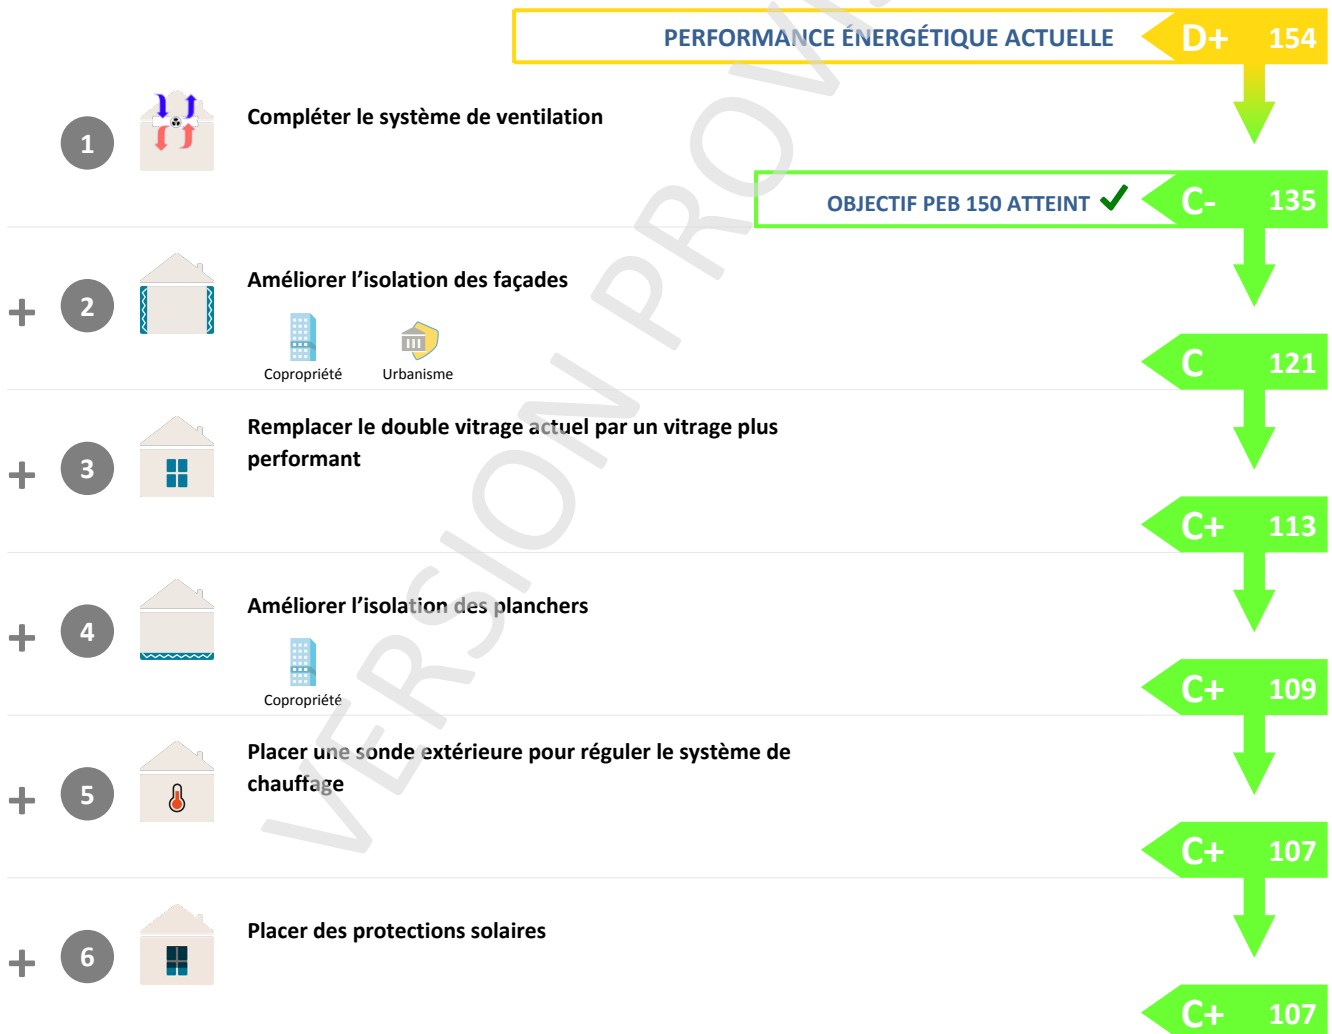 PERFORMANCE ÉNERGÉTIQUE ACTUELLE D+ 154
1 Compléter le système de ventilation
OBJECTIF PEB 150 ATTEINT C- 135
+ 2 Améliorer l'isolation des façades
Copropriété Urbanisme
C 121
+ 3 Remplacer le double vitrage actuel par un vitrage plus
performant
C+ 113
+ 4 Améliorer l'isolation des planchers
Copropriété
C+ 109
+ 5 Placer une sonde extérieure pour réguler le système de
chauffage
C+ 107
+ 6 Placer des protections solaires
C+ 107
VERSION PROVIS